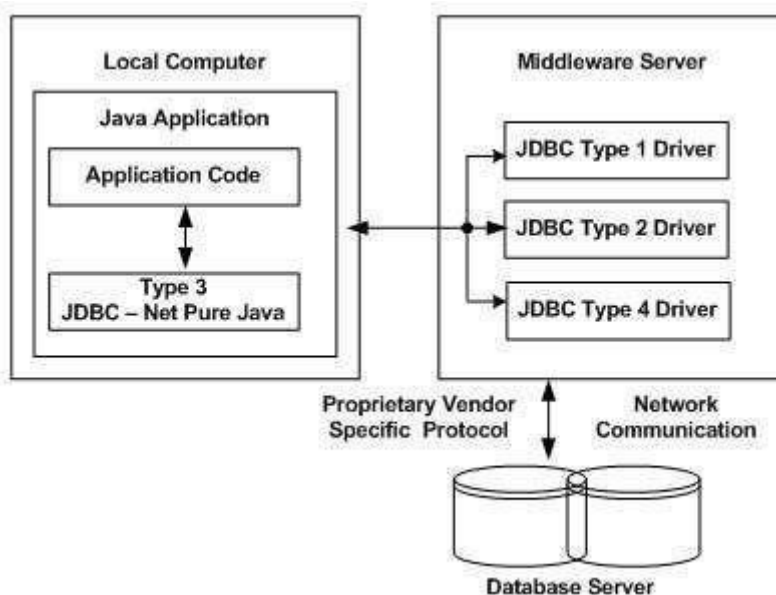 Local Computer
Java Application
Application Code
Type 3
JDBC – Net Pure Java
Middleware Server
JDBC Type 1 Driver
JDBC Type 2 Driver
JDBC Type 4 Driver
Proprietary Vendor
Specific Protocol
Network
Communication
Database Server